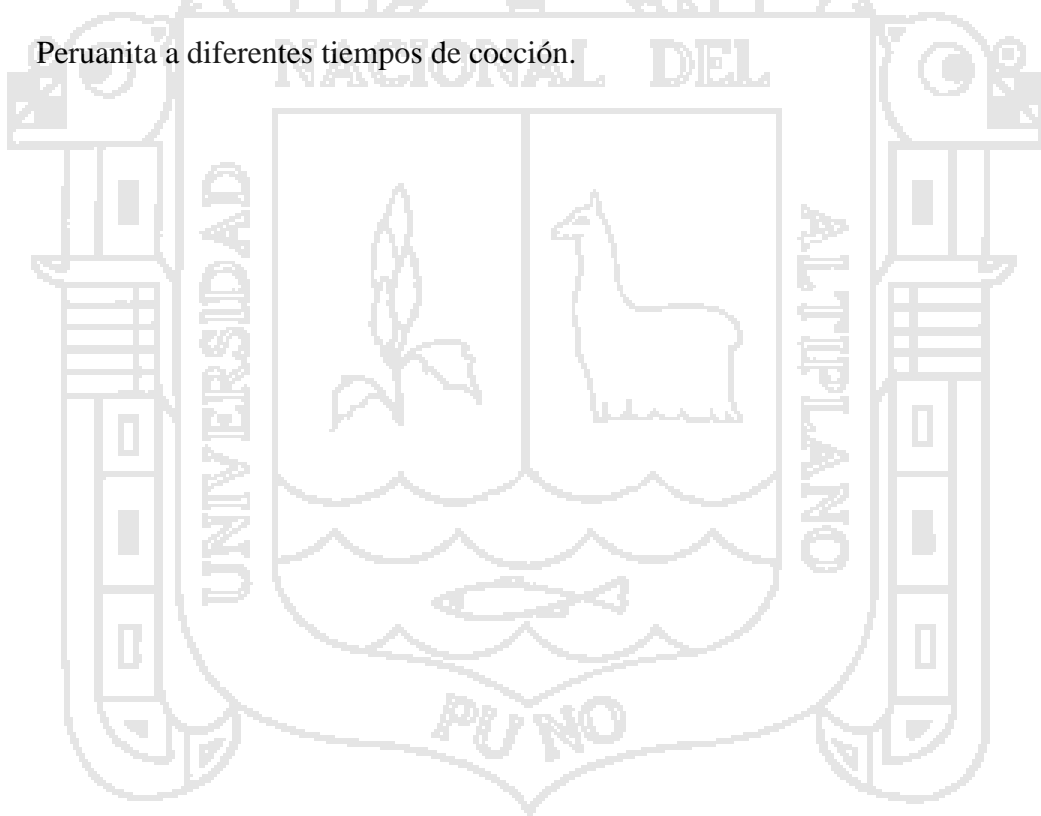 Peruanita a diferentes tiempos de cocción.
NACIONAL DEL
UNIVERSIDAD
ALTIPLANO
PUNO